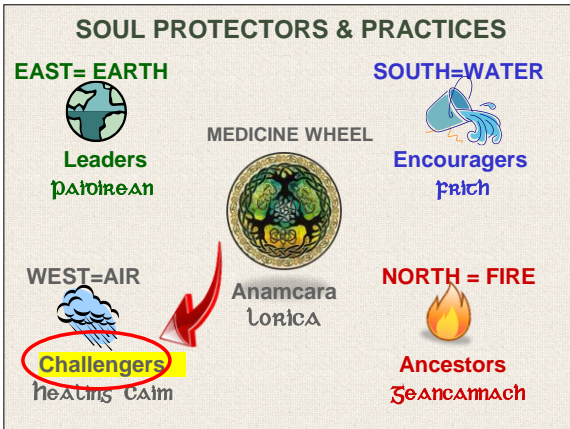 SOUL PROTECTORS & PRACTICES
EAST= EARTH
Leaders
Paidirean
SOUTH=WATER
Encouragers
Frith
MEDICINE WHEEL
Anamcara
Lorica
WEST=AIR
Challengers
healing Caim
NORTH = FIRE
Ancestors
Geancannach